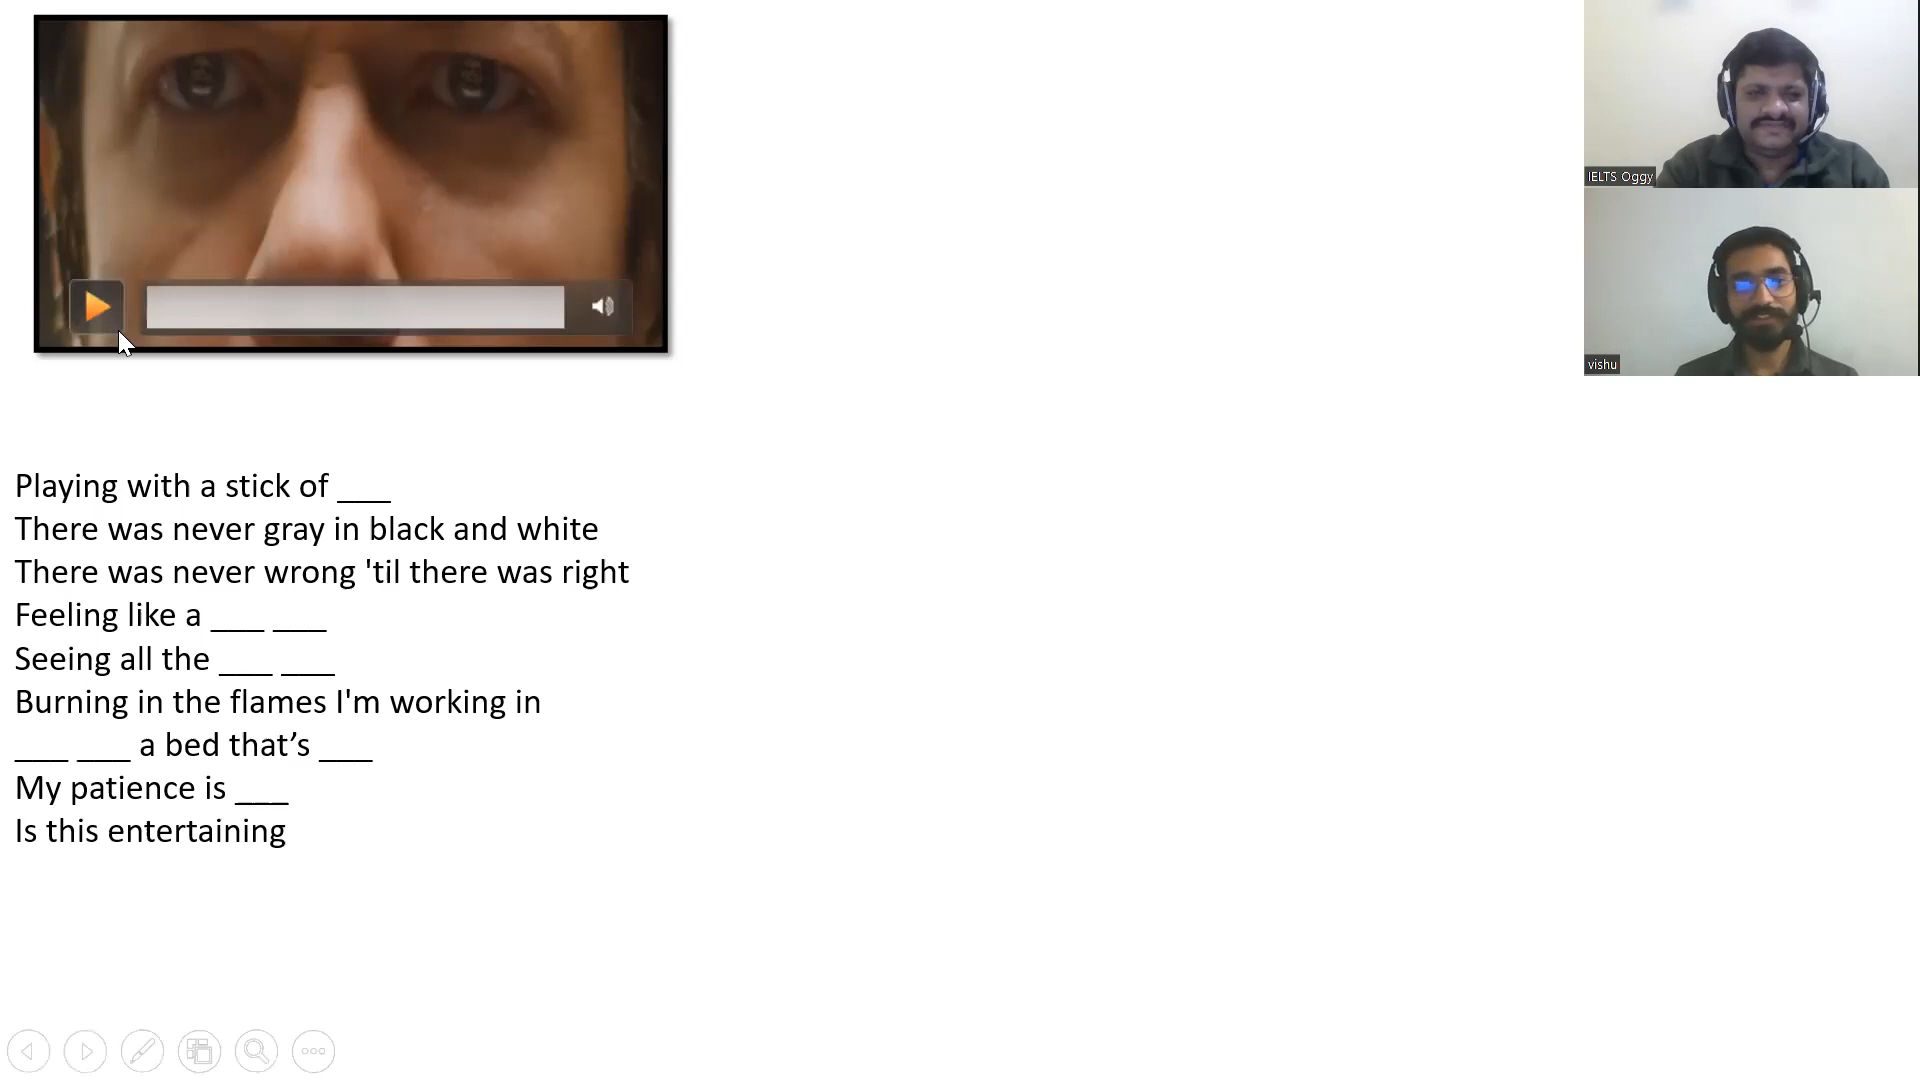 IELTS Oggy
vishu
Playing with a stick of ___
There was never gray in black and white
There was never wrong 'til there was right
Feeling like a ___ ___
Seeing all the ___ ___
Burning in the flames I'm working in
___ ___ a bed that’s ___
My patience is ___
Is this entertaining